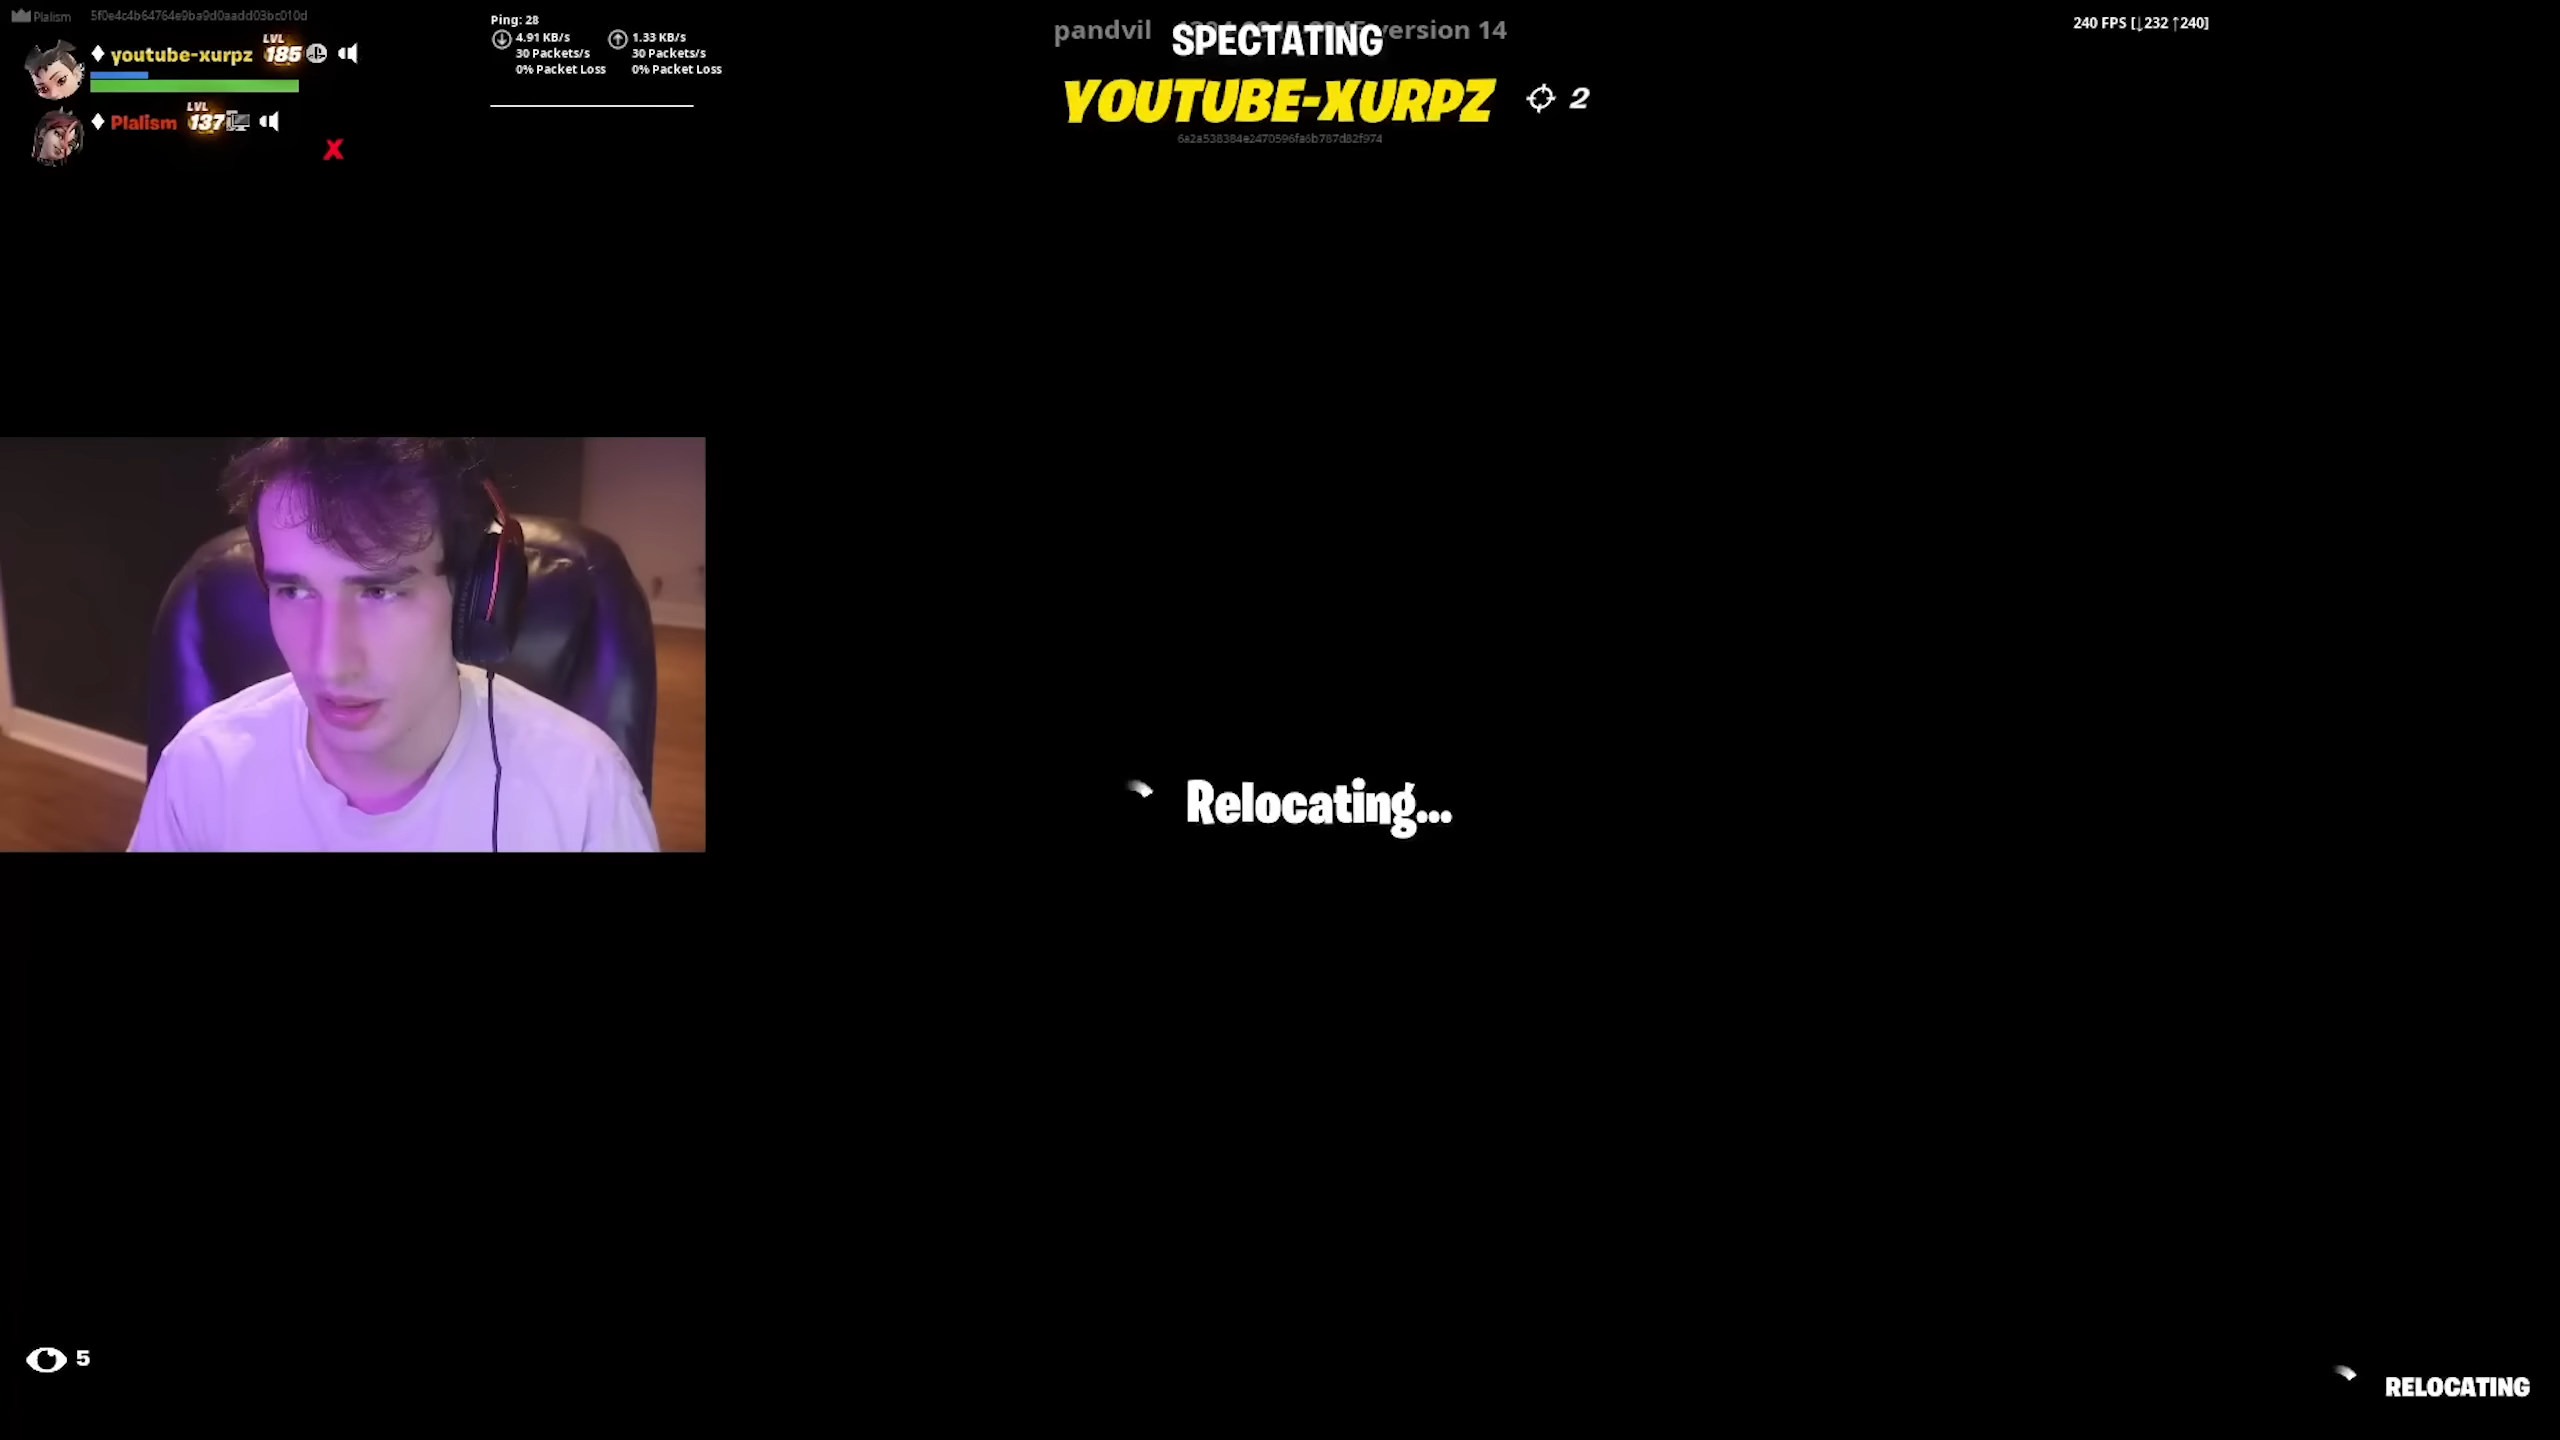 Plalism 5f0e4c4b64764e9ba9d0aadd03bc010d
youtube-xurpz LVL 185
Plalism LVL 137
X
Ping: 28
4.91 KB/s 1.33 KB/s
30 Packets/s 30 Packets/s
0% Packet Loss 0% Packet Loss
pandvil version 14
SPECTATING
YOUTUBE-XURPZ 2
6a2a538384e2470596fa6b787d82f974
240 FPS [↓232 ↑240]
Relocating...
5
RELOCATING